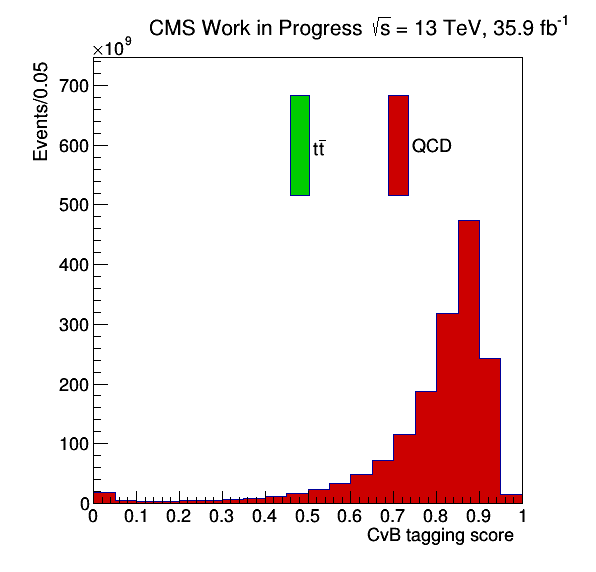 CMS Work in Progress √s = 13 TeV, 35.9 fb⁻¹
×10⁹
Events/0.05
700
600
500
400
300
200
100
0
tt̄
QCD
0 0.1 0.2 0.3 0.4 0.5 0.6 0.7 0.8 0.9 1
CvB tagging score